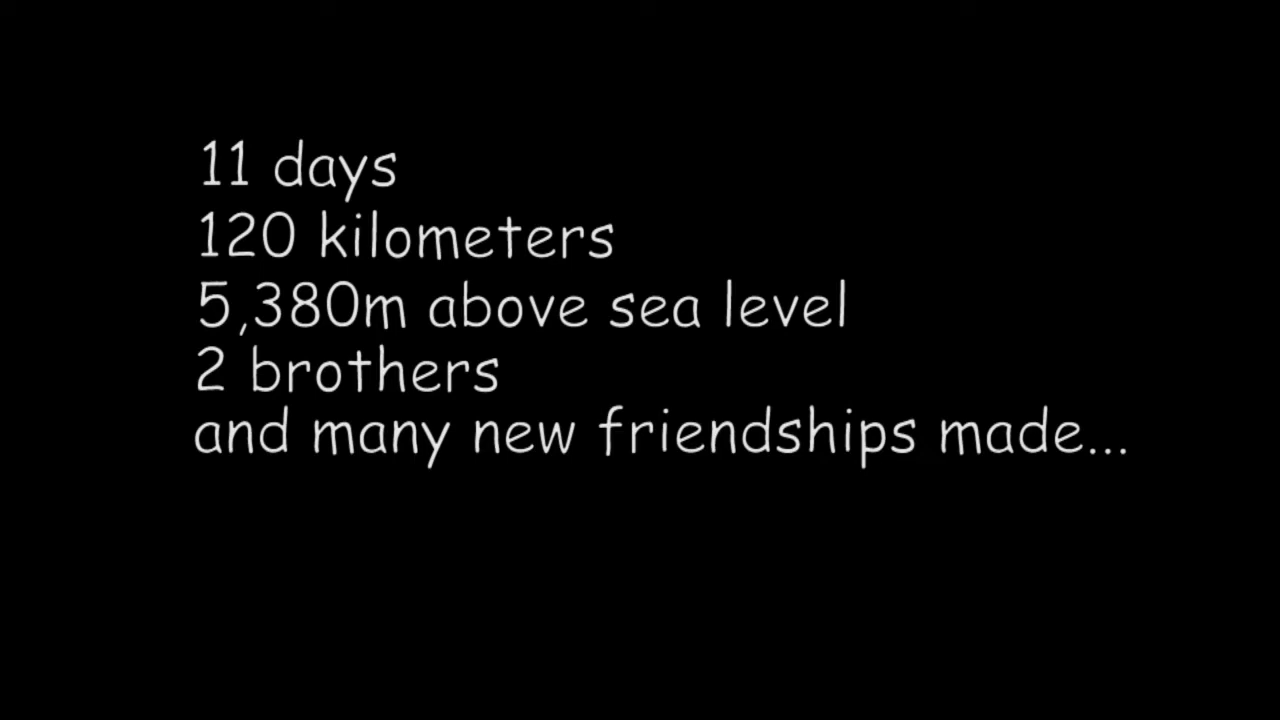 11 days
120 kilometers
5,380m above sea level
2 brothers
and many new friendships made...